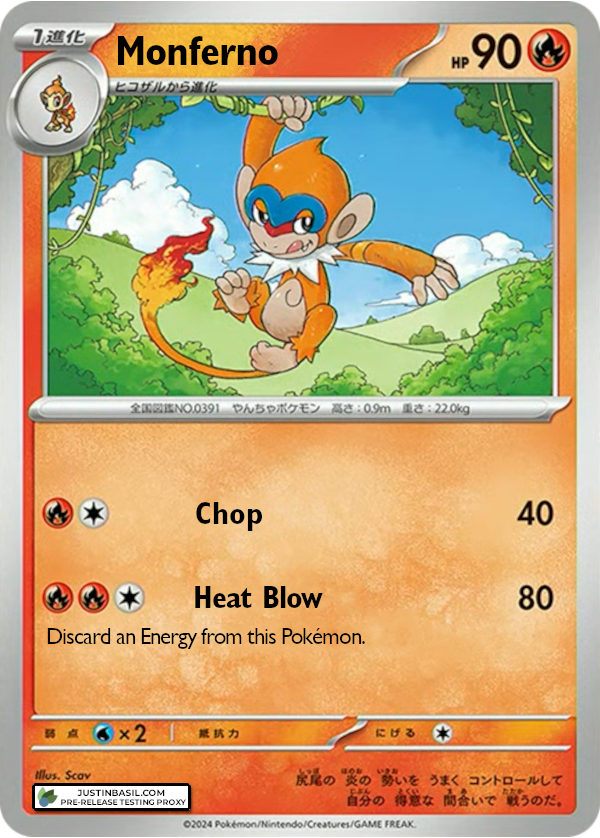 1進化
Monferno
HP 90
ヒコザルから進化
全国図鑑NO.0391 やんちゃポケモン 高さ:0.9m 重さ:22.0kg
Chop 40
Heat Blow 80
Discard an Energy from this Pokémon.
弱点 ×2 抵抗力 にげる
Illus. Scav
尻尾の 炎の 勢いを うまく コントロールして
自分の 得意な 間合いで 戦うのだ。
JUSTINBASIL.COM
PRE-RELEASE TESTING PROXY
©2024 Pokémon/Nintendo/Creatures/GAME FREAK.